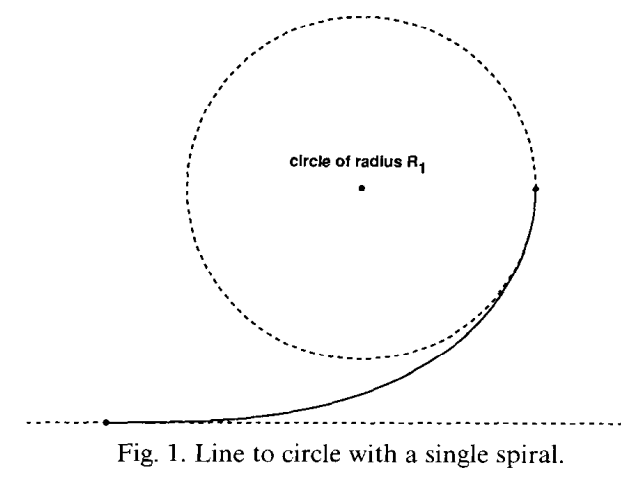 circle of radius R1
Fig. 1. Line to circle with a single spiral.